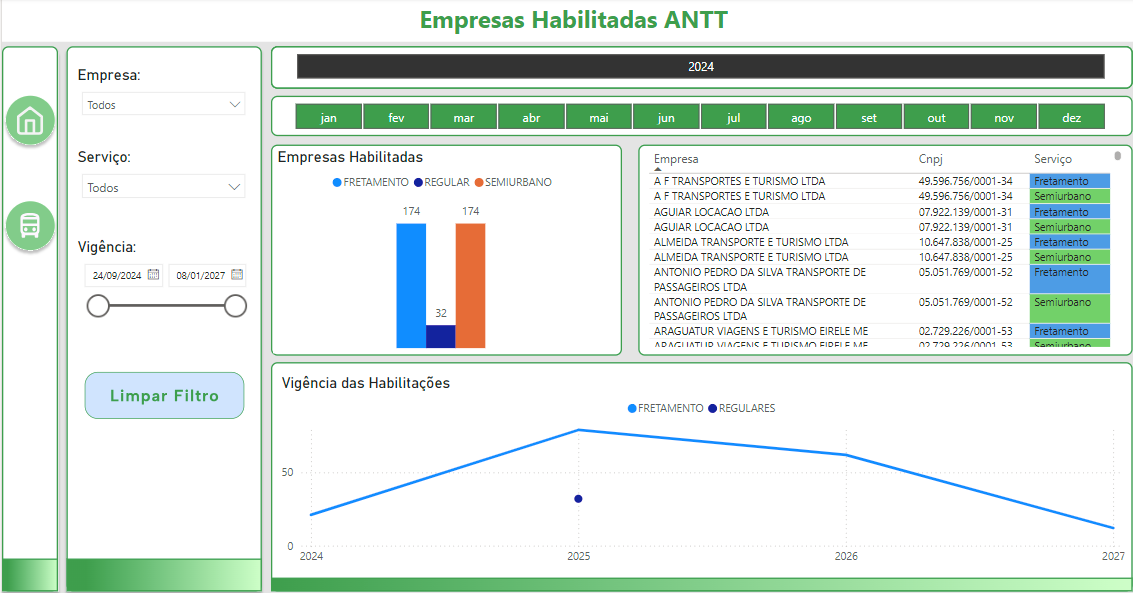 Empresas Habilitadas ANTT
Empresa:
Todos
Serviço:
Todos
Vigência:
24/09/2024 08/01/2027
Limpar Filtro
2024
jan fev mar abr mai jun jul ago set out nov dez
Empresas Habilitadas
FRETAMENTO REGULAR SEMIURBANO
174 174
32
Empresa Cnpj Serviço
A F TRANSPORTES E TURISMO LTDA 49.596.756/0001-34 Fretamento
A F TRANSPORTES E TURISMO LTDA 49.596.756/0001-34 Semiurbano
AGUIAR LOCACAO LTDA 07.922.139/0001-31 Fretamento
AGUIAR LOCACAO LTDA 07.922.139/0001-31 Semiurbano
ALMEIDA TRANSPORTE E TURISMO LTDA 10.647.838/0001-25 Fretamento
ALMEIDA TRANSPORTE E TURISMO LTDA 10.647.838/0001-25 Semiurbano
ANTONIO PEDRO DA SILVA TRANSPORTE DE 05.051.769/0001-52 Fretamento
PASSAGEIROS LTDA
ANTONIO PEDRO DA SILVA TRANSPORTE DE 05.051.769/0001-52 Semiurbano
PASSAGEIROS LTDA
ARAGUATUR VIAGENS E TURISMO EIRELE ME 02.729.226/0001-53 Fretamento
ARAGUATUR VIAGENS E TURISMO EIRELE ME 02.729.226/0001-53 Semiurbano
Vigência das Habilitações
FRETAMENTO REGULARES
50
0
2024 2025 2026 2027